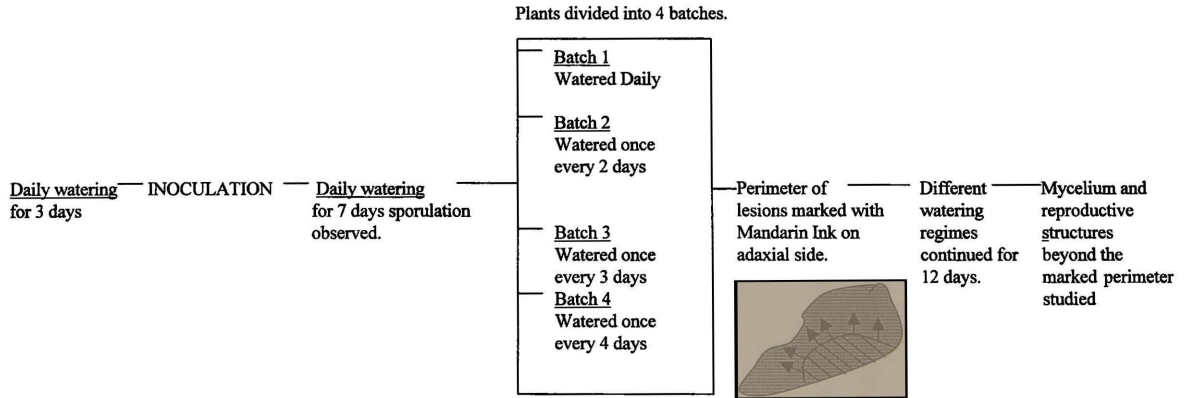 Plants divided into 4 batches.
Batch 1
Watered Daily
Batch 2
Watered once
every 2 days
Daily watering
for 3 days
INOCULATION
Daily watering
for 7 days sporulation
observed.
Batch 3
Watered once
every 3 days
Batch 4
Watered once
every 4 days
Perimeter of
lesions marked with
Mandarin Ink on
adaxial side.
Different
watering
regimes
continued for
12 days.
Mycelium and
reproductive
structures
beyond the
marked perimeter
studied